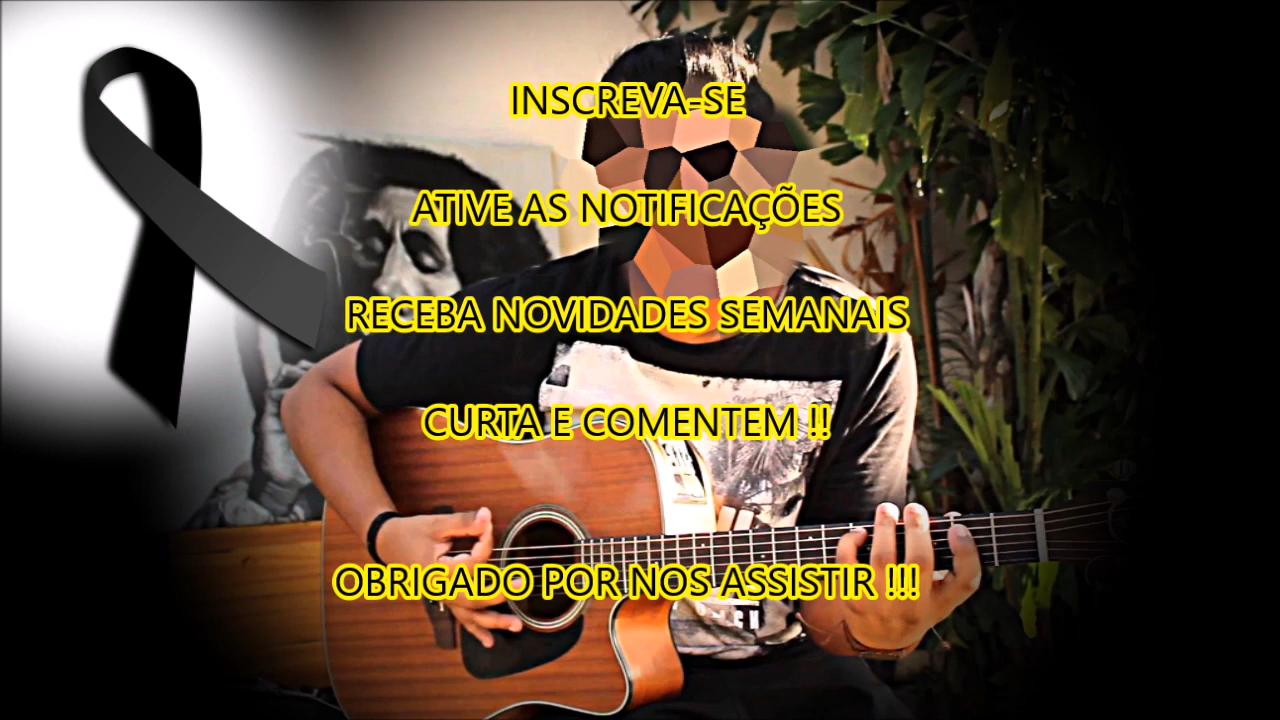 INSCREVA-SE
ATIVE AS NOTIFICAÇÕES
RECEBA NOVIDADES SEMANAIS
CURTA E COMENTEM !!
OBRIGADO POR NOS ASSISTIR !!!